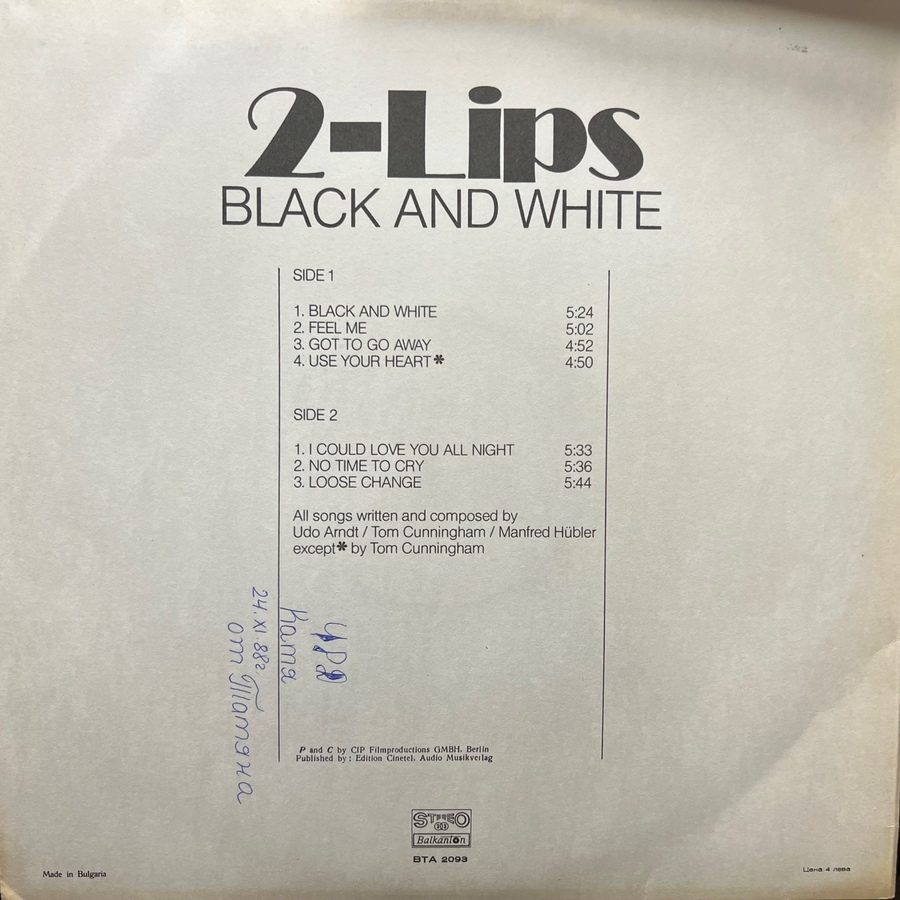 2-Lips
BLACK AND WHITE
SIDE 1
1. BLACK AND WHITE 5:24
2. FEEL ME 5:02
3. GOT TO GO AWAY 4:52
4. USE YOUR HEART* 4:50
SIDE 2
1. I COULD LOVE YOU ALL NIGHT 5:33
2. NO TIME TO CRY 5:36
3. LOOSE CHANGE 5:44
All songs written and composed by
Udo Arndt / Tom Cunningham / Manfred Hübler
except* by Tom Cunningham
Катя
24.XI.88г
от Татяна
P and C by CIP Filmproductions GMBH. Berlin
Published by: Edition Cinetel. Audio Musikverlag
STEREO
Balkanton
BTA 2093
Made in Bulgaria
Цена 4 лева